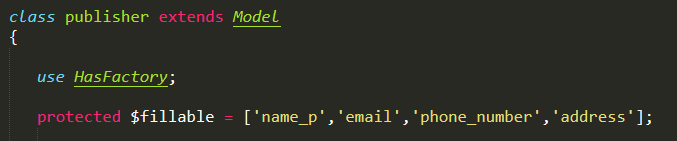 class publisher extends Model
{
use HasFactory;
protected $fillable = ['name_p','email','phone_number','address'];